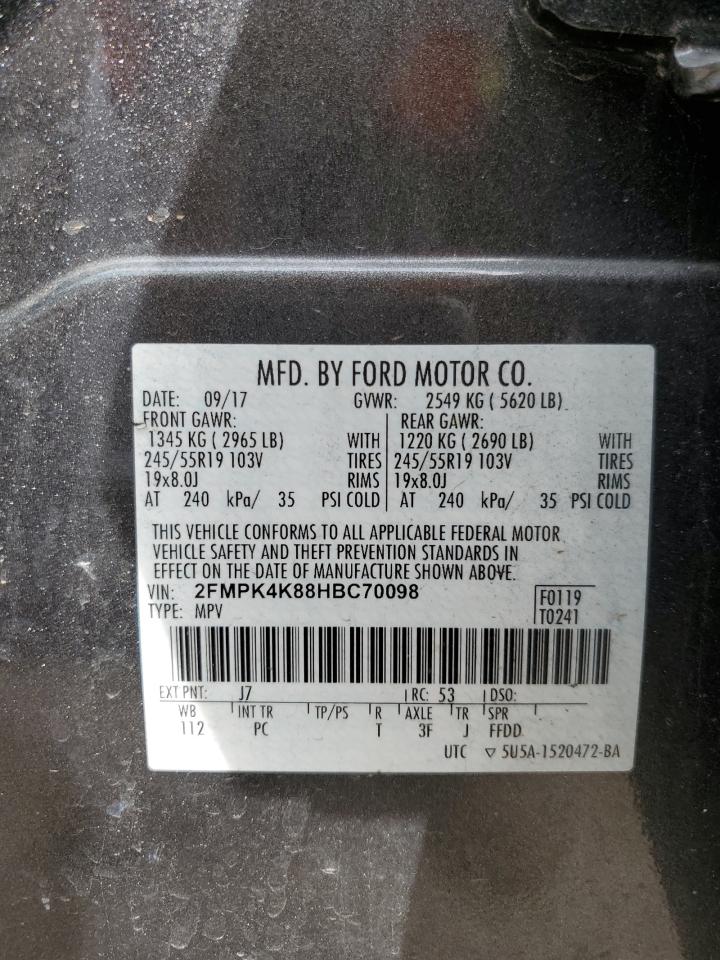 MFD. BY FORD MOTOR CO.
DATE: 09/17 GVWR: 2549 KG ( 5620 LB)
FRONT GAWR: REAR GAWR:
1345 KG ( 2965 LB) WITH 1220 KG ( 2690 LB) WITH
245/55R19 103V TIRES 245/55R19 103V TIRES
19x8.0J RIMS 19x8.0J RIMS
AT 240 kPa/ 35 PSI COLD AT 240 kPa/ 35 PSI COLD
THIS VEHICLE CONFORMS TO ALL APPLICABLE FEDERAL MOTOR
VEHICLE SAFETY AND THEFT PREVENTION STANDARDS IN
EFFECT ON THE DATE OF MANUFACTURE SHOWN ABOVE.
VIN: 2FMPK4K88HBC70098 F0119
TYPE: MPV T0241
EXT PNT: J7 RC: 53 DSO:
WB INT TR TP/PS R AXLE TR SPR
112 PC T 3F J FFDD
UTC ▽ 5U5A-1520472-BA